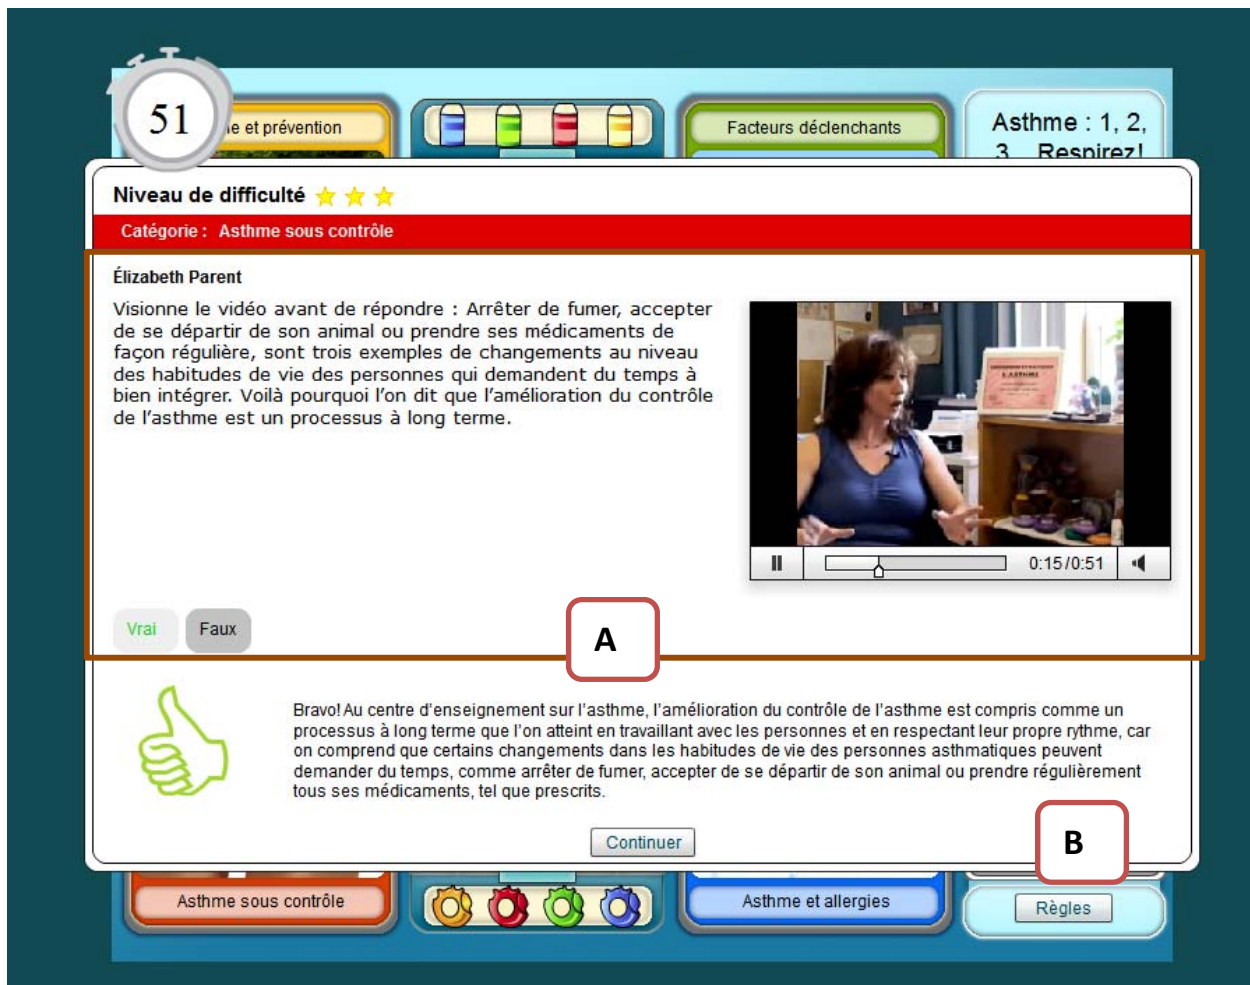 51
et prévention
Facteurs déclenchants
Asthme : 1, 2,
3... Respirez!
Niveau de difficulté
Catégorie : Asthme sous contrôle
Élizabeth Parent
Visionne le vidéo avant de répondre : Arrêter de fumer, accepter
de se départir de son animal ou prendre ses médicaments de
façon régulière, sont trois exemples de changements au niveau
des habitudes de vie des personnes qui demandent du temps à
bien intégrer. Voilà pourquoi l'on dit que l'amélioration du contrôle
de l'asthme est un processus à long terme.
L'ASTHME
0:15/0:51
Vrai
Faux
A
Bravo! Au centre d'enseignement sur l'asthme, l'amélioration du contrôle de l'asthme est compris comme un
processus à long terme que l'on atteint en travaillant avec les personnes et en respectant leur propre rythme, car
on comprend que certains changements dans les habitudes de vie des personnes asthmatiques peuvent
demander du temps, comme arrêter de fumer, accepter de se départir de son animal ou prendre régulièrement
tous ses médicaments, tel que prescrits.
Continuer
B
Asthme sous contrôle
Asthme et allergies
Règles